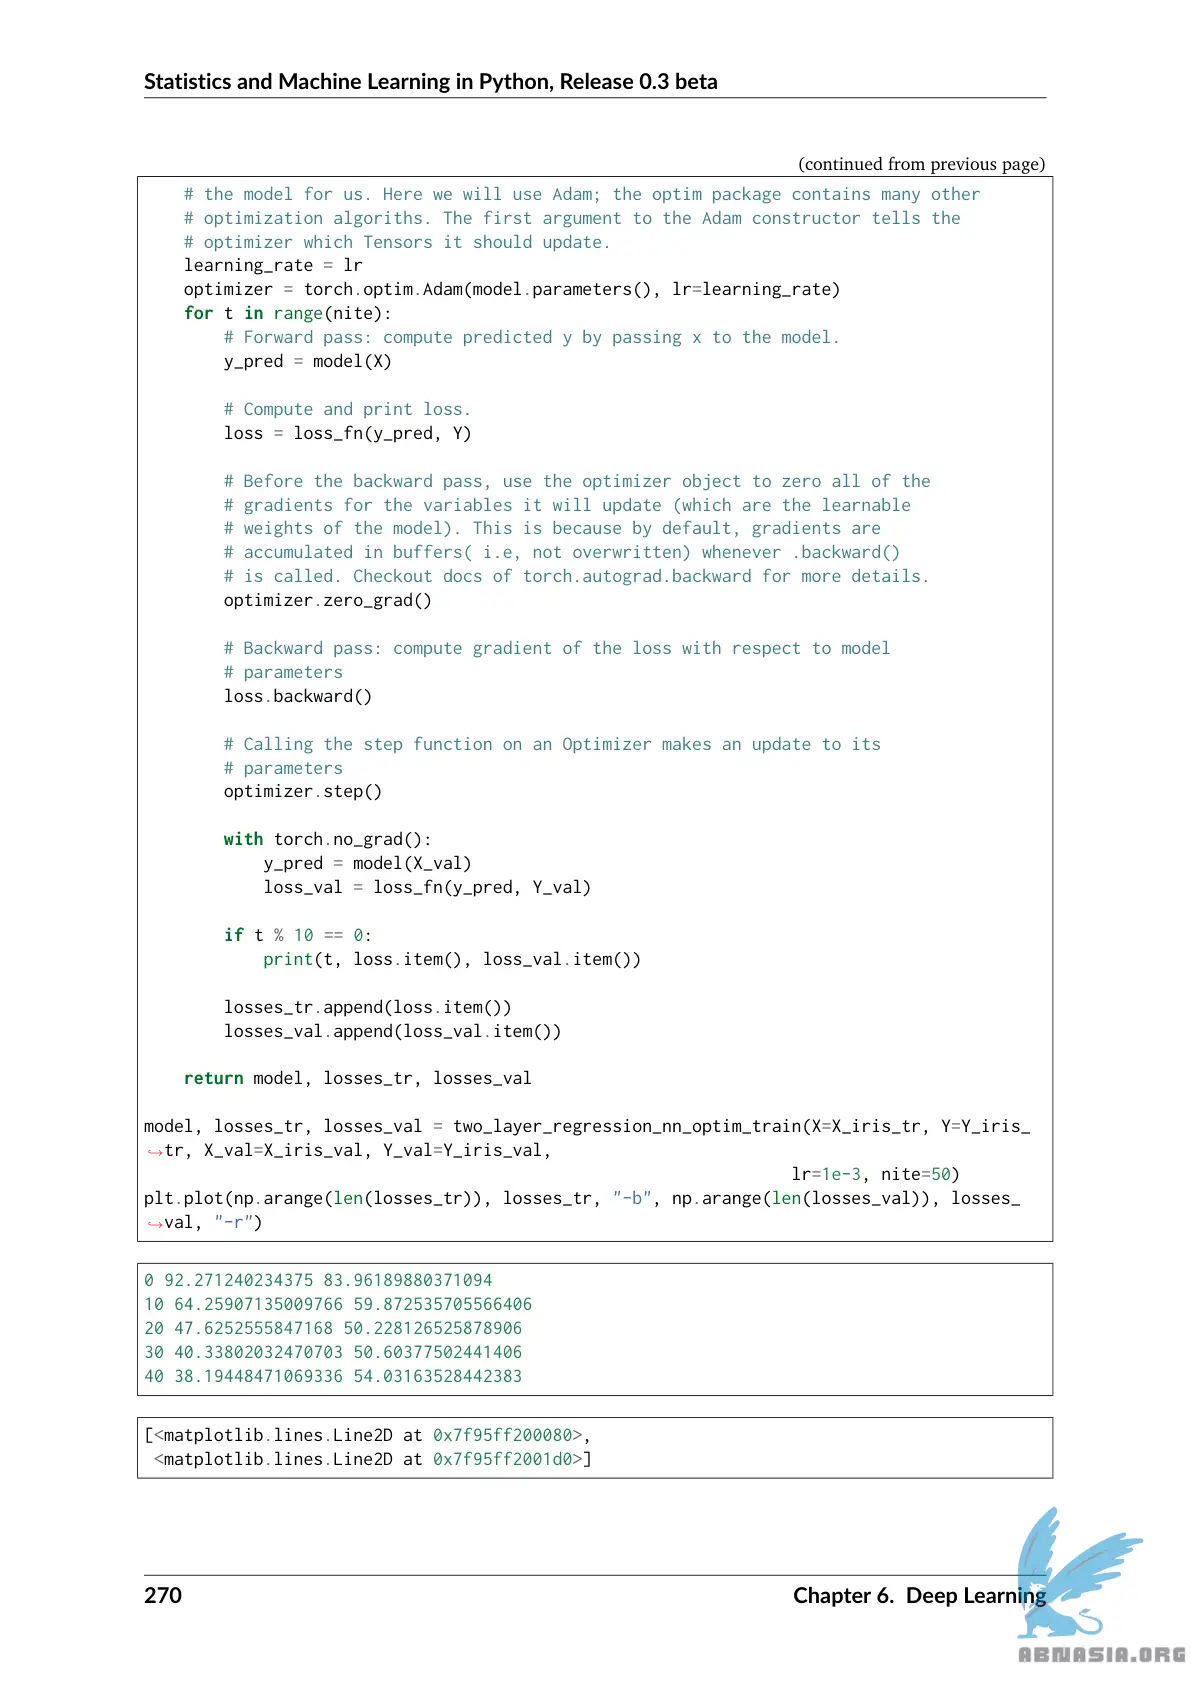 Statistics and Machine Learning in Python, Release 0.3 beta
(continued from previous page)
    # the model for us. Here we will use Adam; the optim package contains many other
    # optimization algoriths. The first argument to the Adam constructor tells the
    # optimizer which Tensors it should update.
    learning_rate = lr
    optimizer = torch.optim.Adam(model.parameters(), lr=learning_rate)
    for t in range(nite):
        # Forward pass: compute predicted y by passing x to the model.
        y_pred = model(X)

        # Compute and print loss.
        loss = loss_fn(y_pred, Y)

        # Before the backward pass, use the optimizer object to zero all of the
        # gradients for the variables it will update (which are the learnable
        # weights of the model). This is because by default, gradients are
        # accumulated in buffers( i.e, not overwritten) whenever .backward()
        # is called. Checkout docs of torch.autograd.backward for more details.
        optimizer.zero_grad()

        # Backward pass: compute gradient of the loss with respect to model
        # parameters
        loss.backward()

        # Calling the step function on an Optimizer makes an update to its
        # parameters
        optimizer.step()

        with torch.no_grad():
            y_pred = model(X_val)
            loss_val = loss_fn(y_pred, Y_val)

        if t % 10 == 0:
            print(t, loss.item(), loss_val.item())

        losses_tr.append(loss.item())
        losses_val.append(loss_val.item())

    return model, losses_tr, losses_val

model, losses_tr, losses_val = two_layer_regression_nn_optim_train(X=X_iris_tr, Y=Y_iris_
↪tr, X_val=X_iris_val, Y_val=Y_iris_val,
                                                                 lr=1e-3, nite=50)
plt.plot(np.arange(len(losses_tr)), losses_tr, "-b", np.arange(len(losses_val)), losses_
↪val, "-r")
0 92.271240234375 83.96189880371094
10 64.25907135009766 59.872535705566406
20 47.6252555847168 50.228126525878906
30 40.33802032470703 50.60377502441406
40 38.19448471069336 54.03163528442383
[<matplotlib.lines.Line2D at 0x7f95ff200080>,
 <matplotlib.lines.Line2D at 0x7f95ff2001d0>]
270
Chapter 6. Deep Learning
ABNASIA.ORG